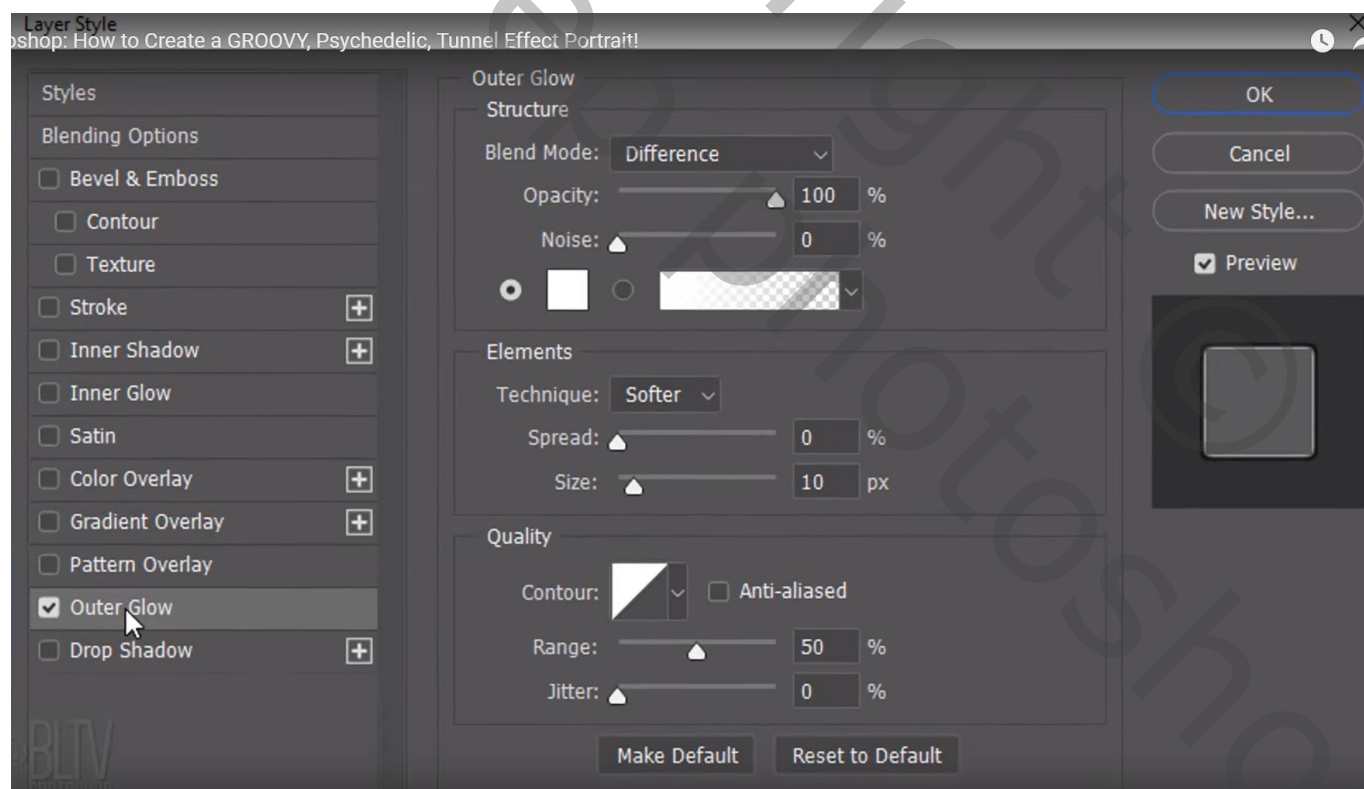 Layer Style
oshop: How to Create a GROOVY, Psychedelic, Tunnel Effect Portrait!
Styles
Blending Options
Bevel & Emboss
Contour
Texture
Stroke
Inner Shadow
Inner Glow
Satin
Color Overlay
Gradient Overlay
Pattern Overlay
Outer Glow
Drop Shadow
BLTV
Outer Glow
Structure
Blend Mode: Difference
Opacity: 100 %
Noise: 0 %
Elements
Technique: Softer
Spread: 0 %
Size: 10 px
Quality
Contour: Anti-aliased
Range: 50 %
Jitter: 0 %
Make Default Reset to Default
OK
Cancel
New Style...
Preview